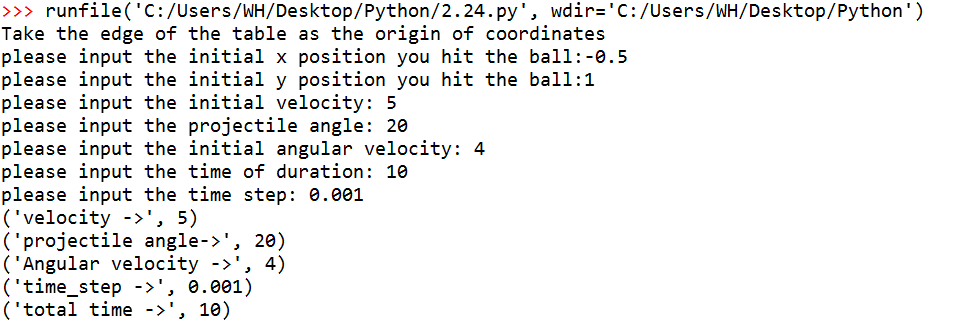 >>> runfile('C:/Users/WH/Desktop/Python/2.24.py', wdir='C:/Users/WH/Desktop/Python')
Take the edge of the table as the origin of coordinates
please input the initial x position you hit the ball:-0.5
please input the initial y position you hit the ball:1
please input the initial velocity: 5
please input the projectile angle: 20
please input the initial angular velocity: 4
please input the time of duration: 10
please input the time step: 0.001
('velocity ->', 5)
('projectile angle->', 20)
('Angular velocity ->', 4)
('time_step ->', 0.001)
('total time ->', 10)